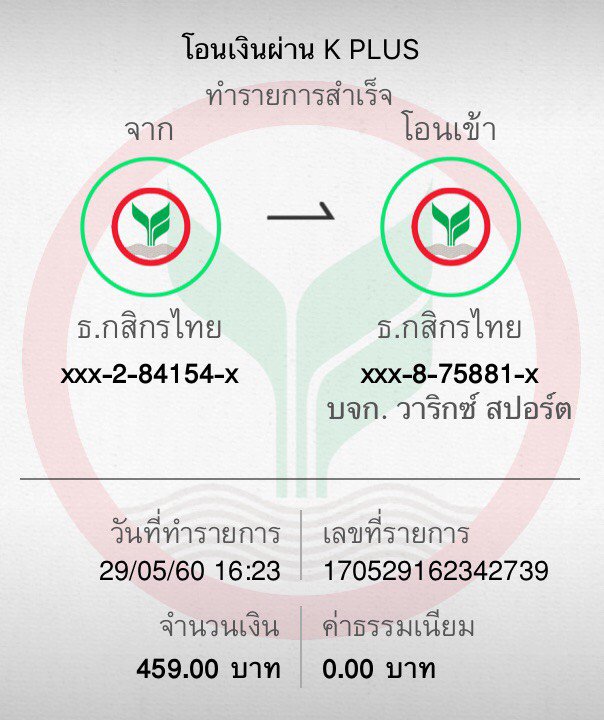 โอนเงินผ่าน K PLUS
ทำรายการสำเร็จ
จาก
โอนเข้า
ธ.กสิกรไทย
ธ.กสิกรไทย
xxx-2-84154-x
xxx-8-75881-x
บจก. วาริกซ์ สปอร์ต
วันที่ทำรายการ
เลขที่รายการ
29/05/60 16:23
170529162342739
จำนวนเงิน
ค่าธรรมเนียม
459.00 บาท
0.00 บาท